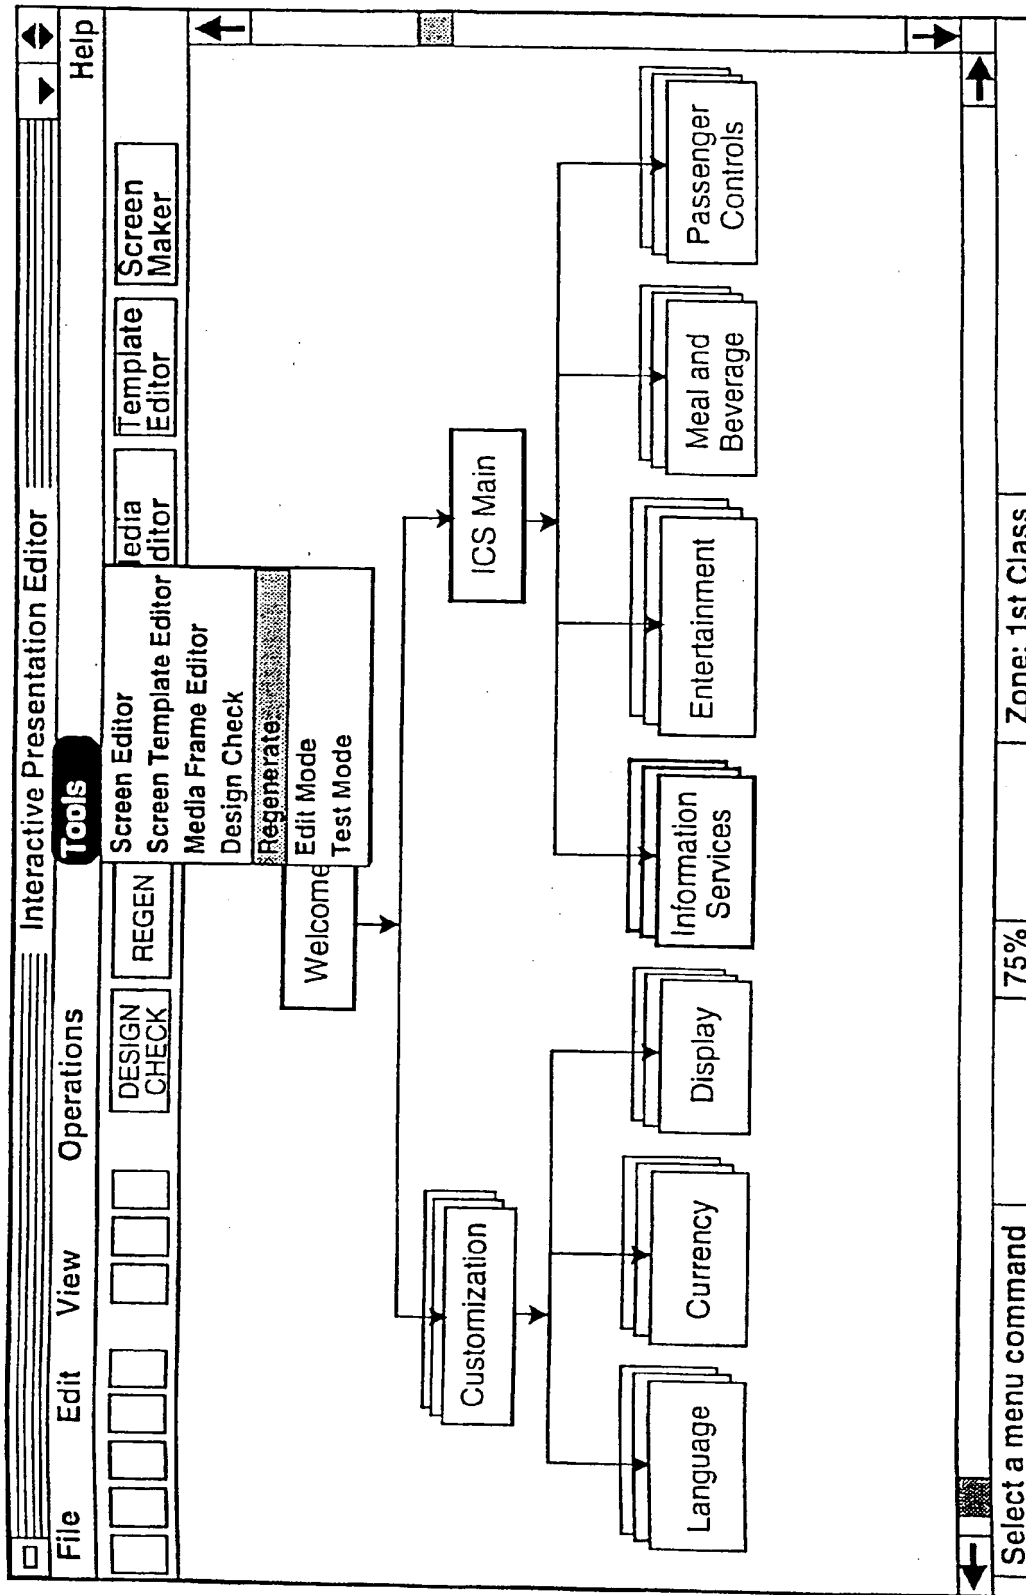 Interactive Presentation Editor
File Edit View Operations Tools Help
DESIGN
CHECK
REGEN
edia
ditor
Template
Editor
Screen
Maker
Screen Editor
Screen Template Editor
Media Frame Editor
Design Check
Regenerate
Edit Mode
Test Mode
Welcome
Customization
ICS Main
Language
Currency
Display
Information
Services
Entertainment
Meal and
Beverage
Passenger
Controls
Select a menu command
75%
Zone: 1st Class